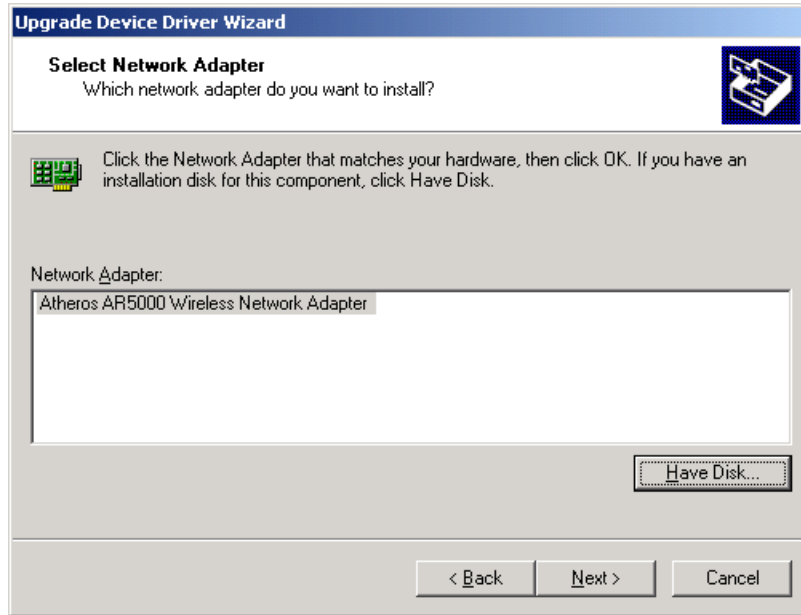 Upgrade Device Driver Wizard
Select Network Adapter
Which network adapter do you want to install?
Click the Network Adapter that matches your hardware, then click OK. If you have an
installation disk for this component, click Have Disk.
Network Adapter:
Atheros AR5000 Wireless Network Adapter
Have Disk...
< Back
Next >
Cancel